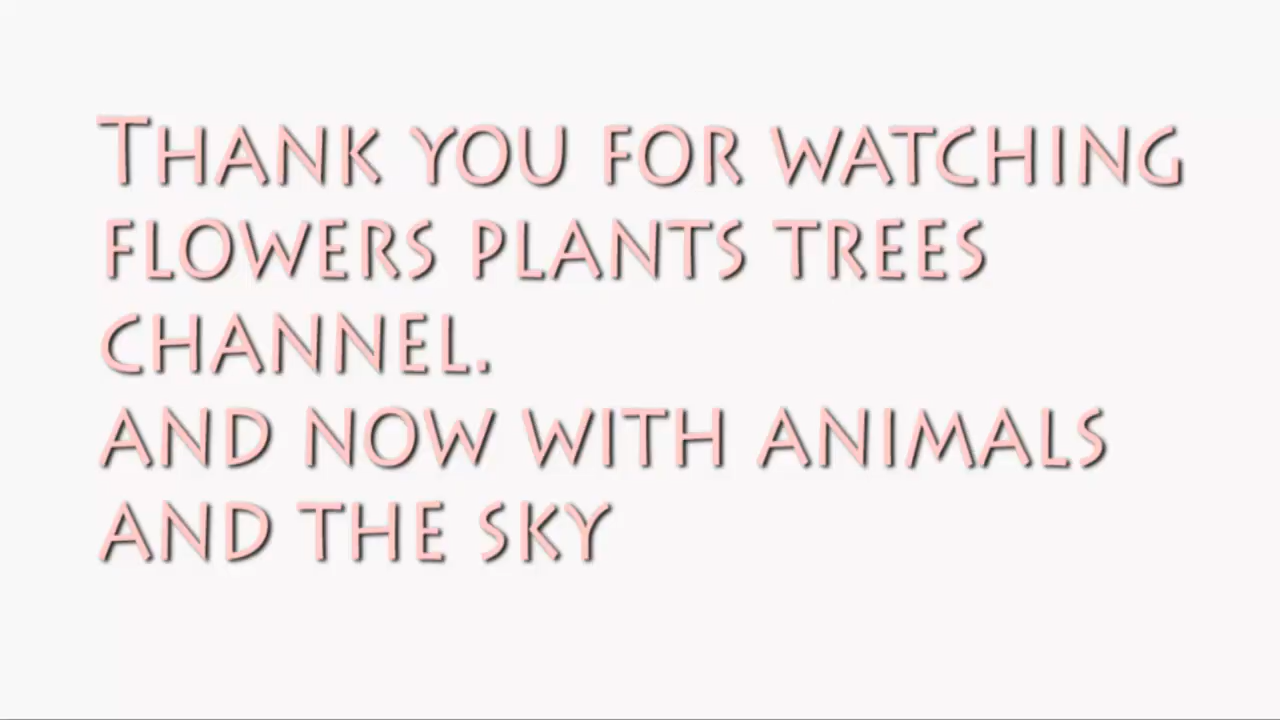 Thank you for watching
flowers plants trees
channel.
and now with animals
and the sky